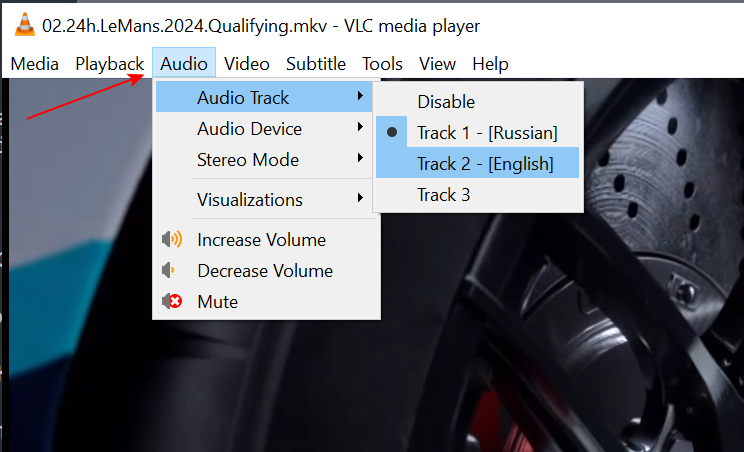 02.24h.LeMans.2024.Qualifying.mkv - VLC media player
Media Playback Audio Video Subtitle Tools View Help
Audio Track
Audio Device
Stereo Mode
Visualizations
Increase Volume
Decrease Volume
Mute
Disable
Track 1 - [Russian]
Track 2 - [English]
Track 3